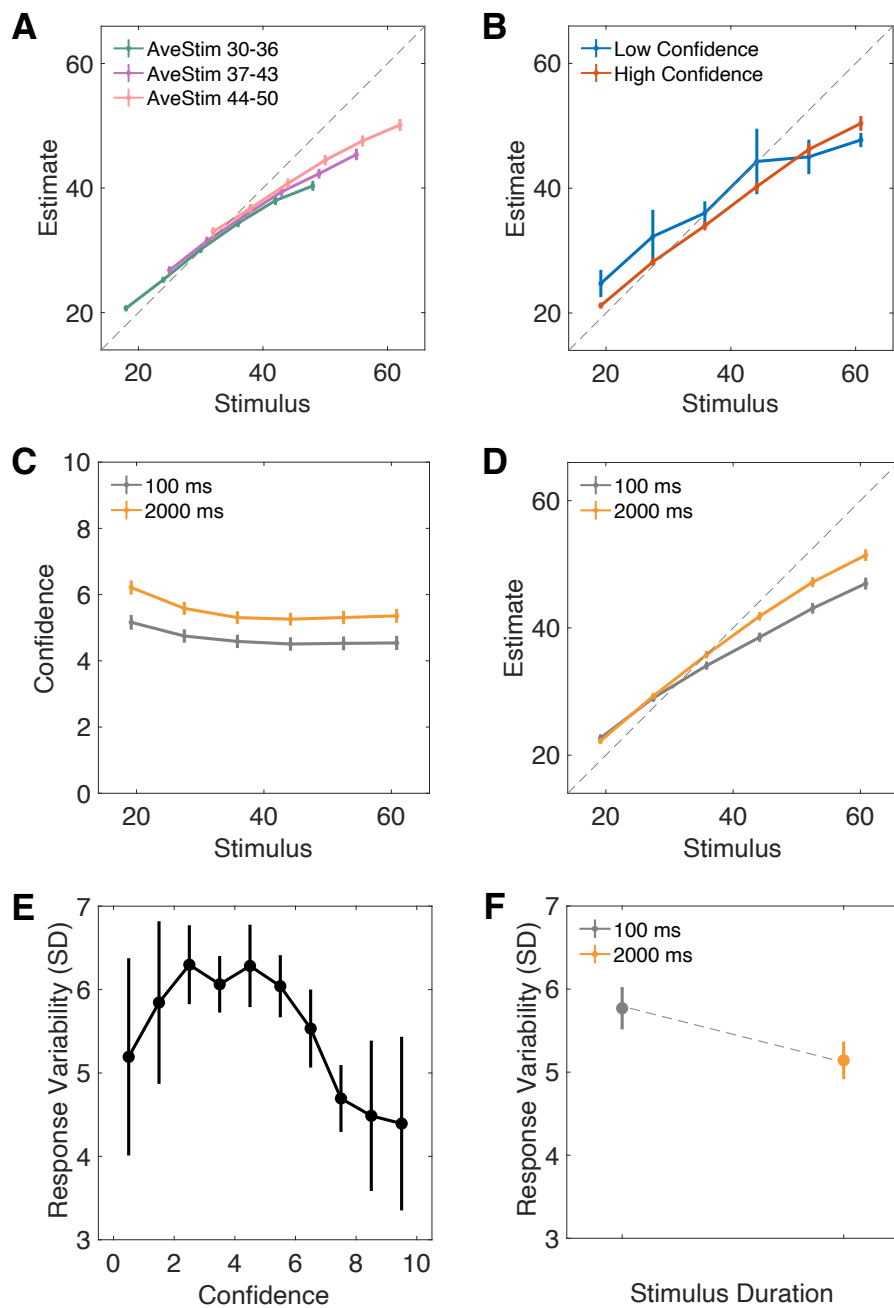 A
AveStim 30-36
AveStim 37-43
AveStim 44-50
60
40
20
Estimate
20 40 60
Stimulus
B
Low Confidence
High Confidence
60
40
20
Estimate
20 40 60
Stimulus
C
100 ms
2000 ms
10
8
6
4
2
0
Confidence
20 40 60
Stimulus
D
100 ms
2000 ms
60
40
20
Estimate
20 40 60
Stimulus
E
7
6
5
4
3
Response Variability (SD)
0 2 4 6 8 10
Confidence
F
100 ms
2000 ms
7
6
5
4
3
Response Variability (SD)
Stimulus Duration